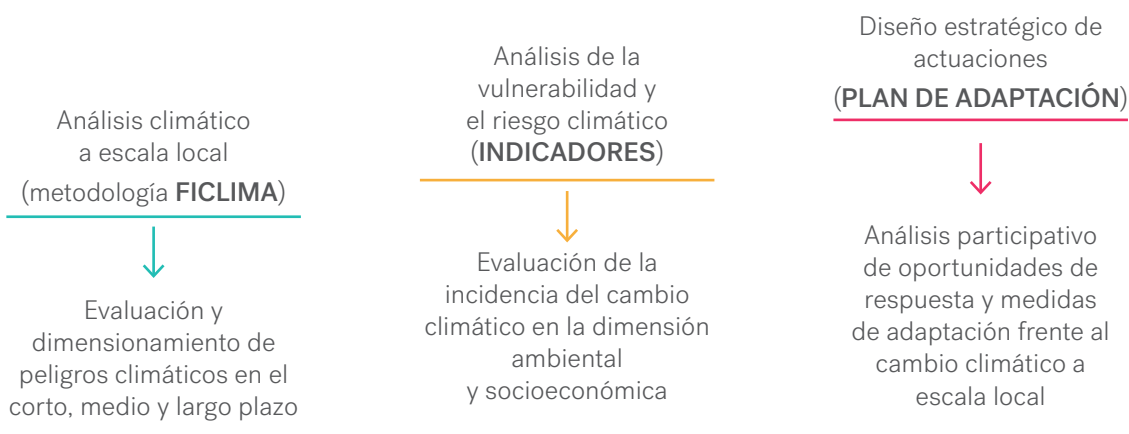 Análisis climático
a escala local
(metodología FICLIMA)
Evaluación y
dimensionamiento de
peligros climáticos en el
corto, medio y largo plazo
Análisis de la
vulnerabilidad y
el riesgo climático
(INDICADORES)
Evaluación de la
incidencia del cambio
climático en la dimensión
ambiental
y socioeconómica
Diseño estratégico de
actuaciones
(PLAN DE ADAPTACIÓN)
Análisis participativo
de oportunidades de
respuesta y medidas
de adaptación frente al
cambio climático a
escala local